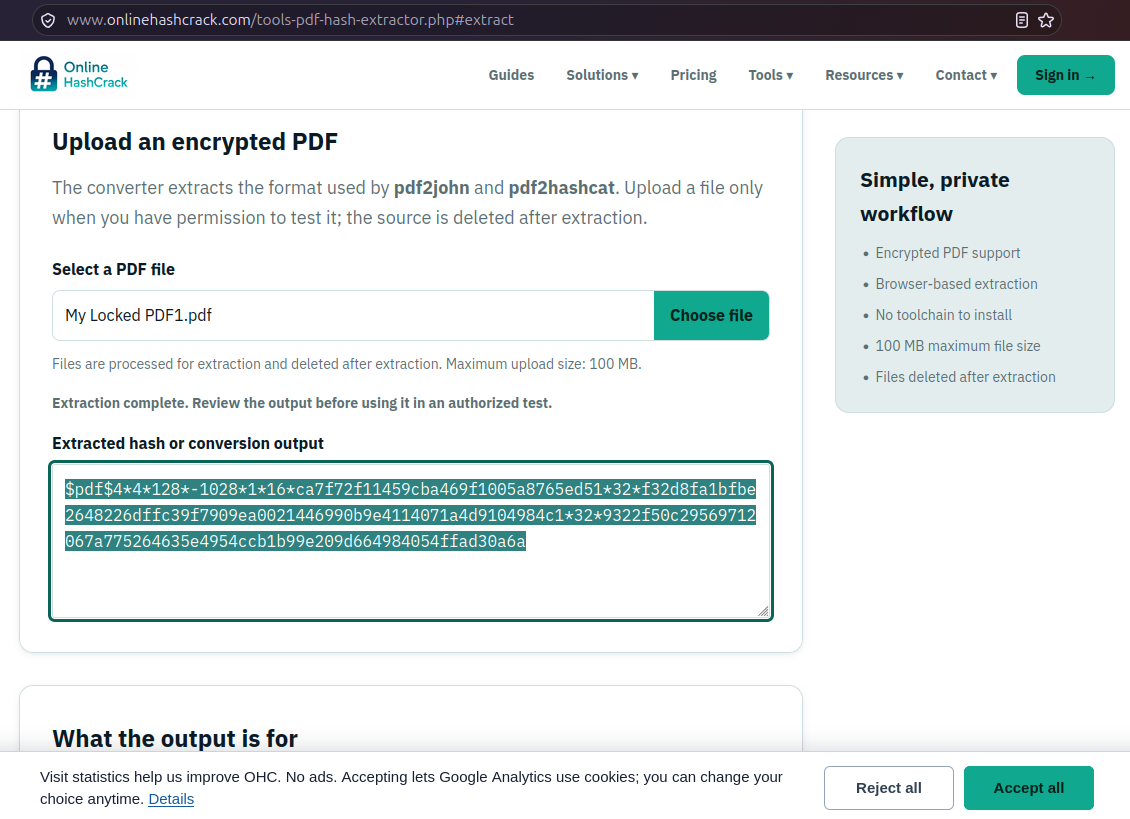 www.onlinehashcrack.com/tools-pdf-hash-extractor.php#extract
Online
HashCrack
#
Guides
Solutions ▾
Pricing
Tools ▾
Resources ▾
Contact ▾
Sign in →
Upload an encrypted PDF
The converter extracts the format used by pdf2john and pdf2hashcat. Upload a file only
when you have permission to test it; the source is deleted after extraction.
Select a PDF file
My Locked PDF1.pdf
Choose file
Files are processed for extraction and deleted after extraction. Maximum upload size: 100 MB.
Extraction complete. Review the output before using it in an authorized test.
Extracted hash or conversion output
$pdf$4*4*128*-1028*1*16*ca7f72f11459cba469f1005a8765ed51*32*f32d8fa1bfbe
2648226dffc39f7909ea0021446990b9e4114071a4d9104984c1*32*9322f50c29569712
067a775264635e4954ccb1b99e209d664984054ffad30a6a
Simple, private
workflow
• Encrypted PDF support
• Browser-based extraction
• No toolchain to install
• 100 MB maximum file size
• Files deleted after extraction
What the output is for
Visit statistics help us improve OHC. No ads. Accepting lets Google Analytics use cookies; you can change your
choice anytime. Details
Reject all
Accept all